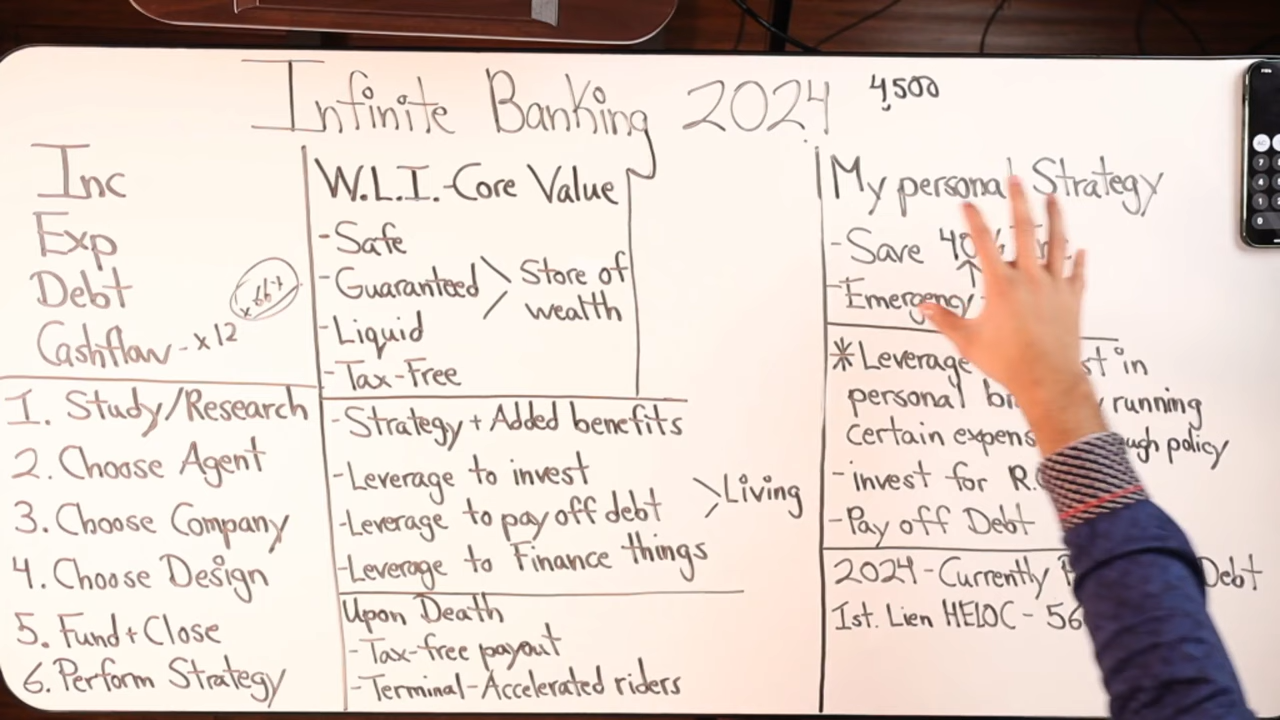 Infinite Banking 2024
4,500
Inc
Exp
Debt
Cashflow - x 12
1. Study/Research
2. Choose Agent
3. Choose Company
4. Choose Design
5. Fund + Close
6. Perform Strategy
W.L.I. - Core Value
- Safe
- Guaranteed
- Liquid
- Tax-Free
Store of
wealth
- Strategy + Added benefits
- Leverage to invest
- Leverage to pay off debt
- Leverage to Finance things
Living
Upon Death
- Tax-free payout
- Terminal - Accelerated riders
My personal Strategy
- Save
- Emergency
* Leverage in
personal running
certain policy
- invest for
- Pay off Debt
2024 - Currently Debt
1st. Lien HELOC - 56